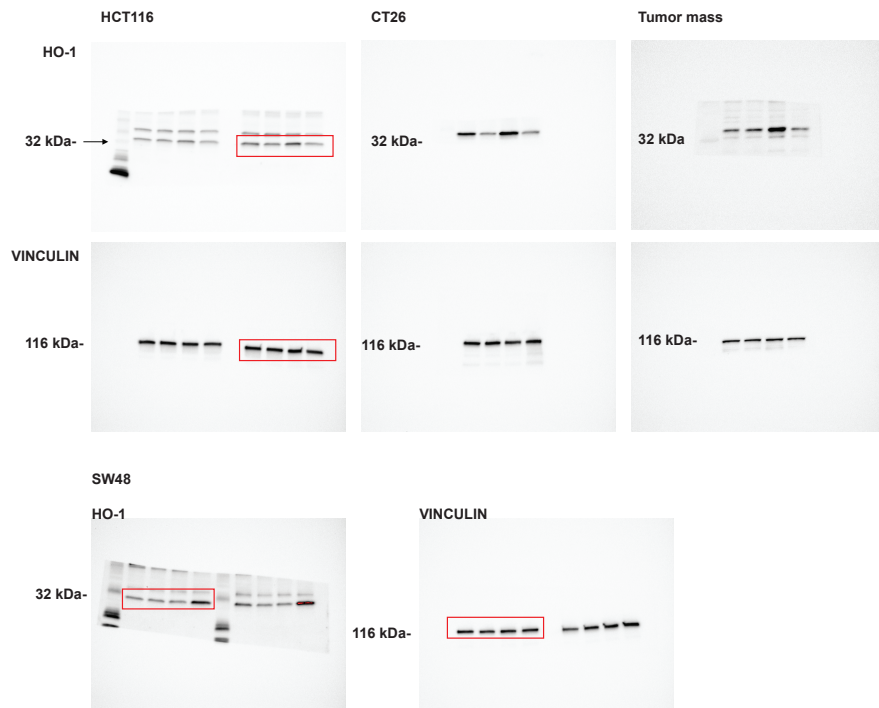 HCT116
CT26
Tumor mass
HO-1
32 kDa-
32 kDa-
32 kDa
VINCULIN
116 kDa-
116 kDa-
116 kDa-
SW48
HO-1
VINCULIN
32 kDa-
116 kDa-